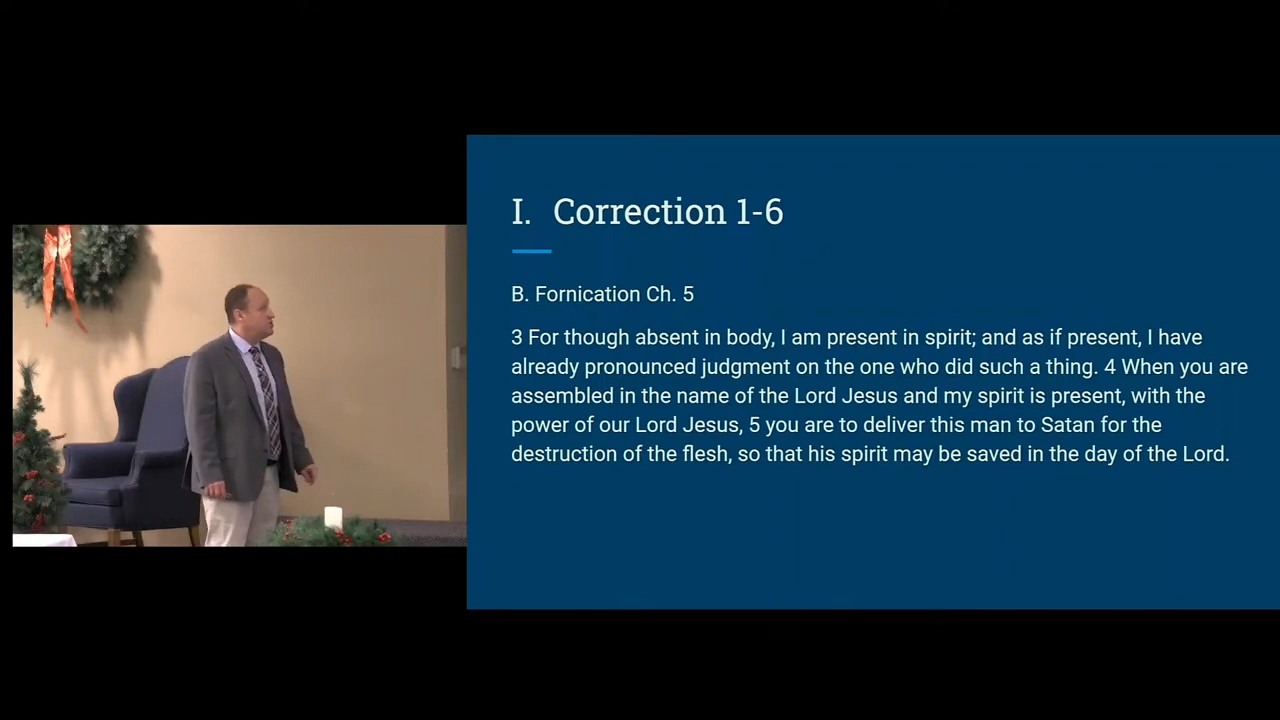 I. Correction 1-6
B. Fornication Ch. 5
3 For though absent in body, I am present in spirit; and as if present, I have
already pronounced judgment on the one who did such a thing. 4 When you are
assembled in the name of the Lord Jesus and my spirit is present, with the
power of our Lord Jesus, 5 you are to deliver this man to Satan for the
destruction of the flesh, so that his spirit may be saved in the day of the Lord.